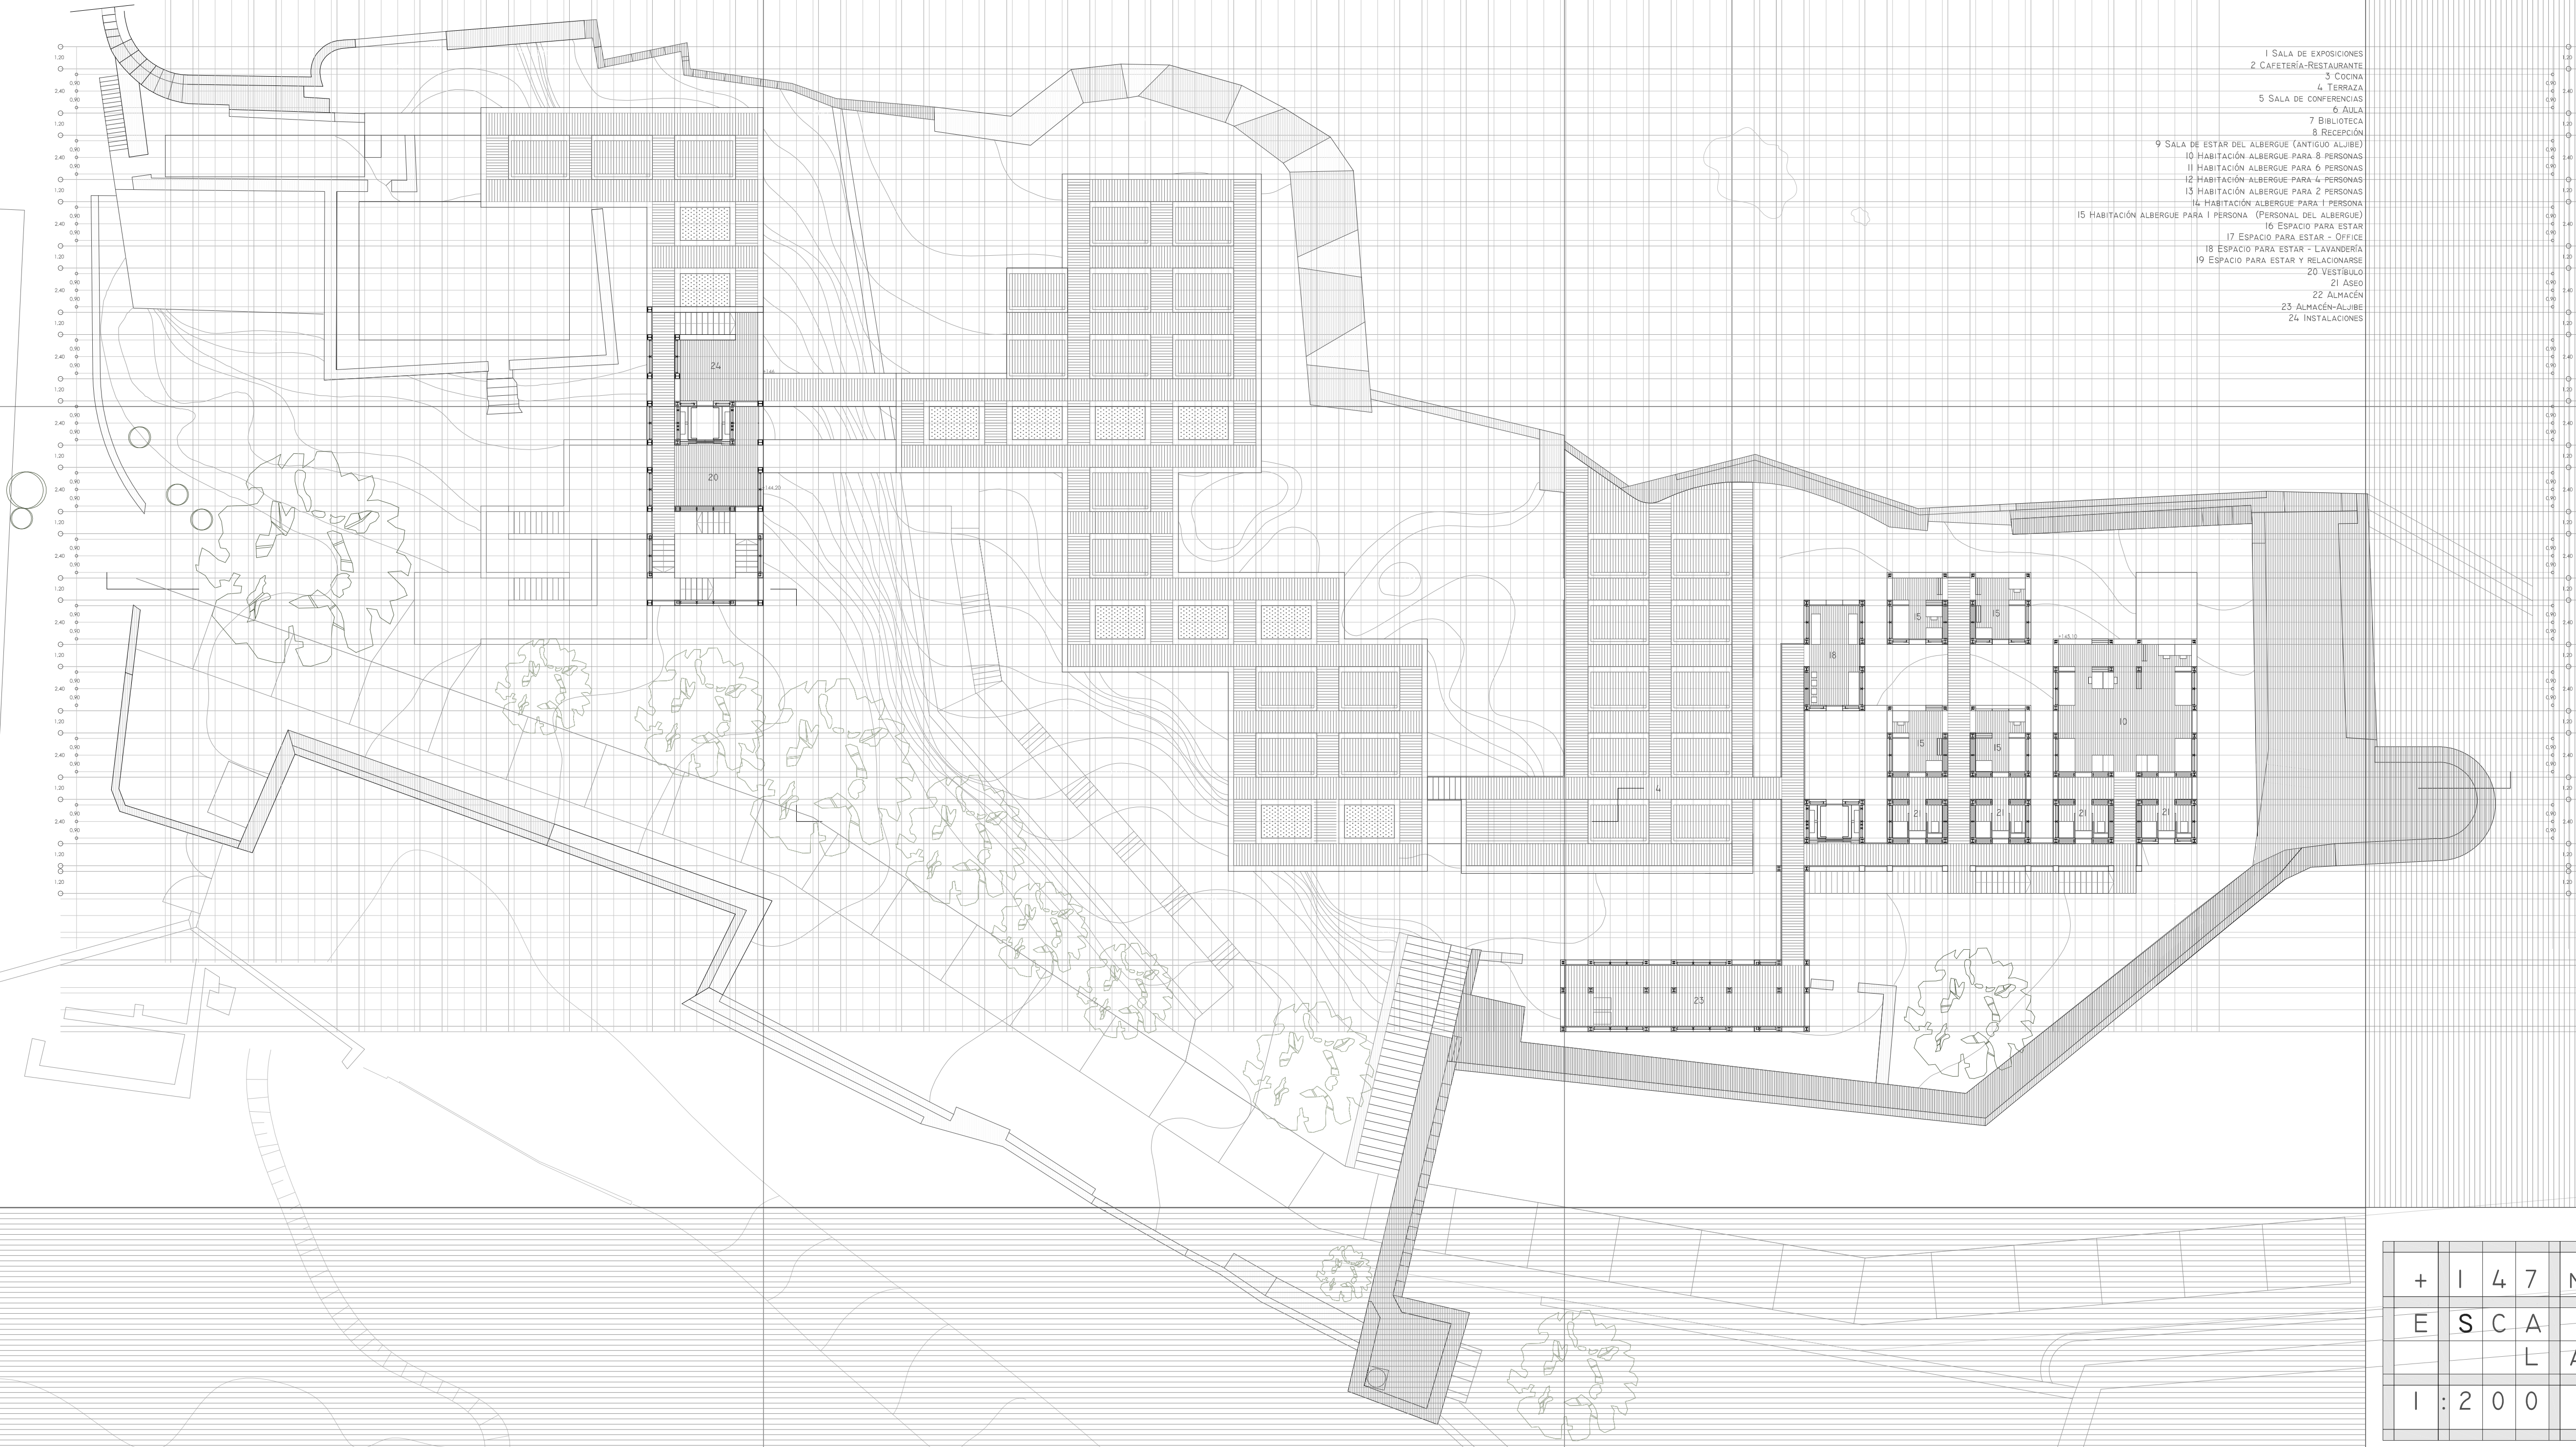 1 Sala de exposiciones
2 Cafetería-Restaurante
3 Cocina
4 Terraza
5 Sala de conferencias
6 Aula
7 Biblioteca
8 Recepción
9 Sala de estar del albergue (antiguo aljibe)
10 Habitación albergue para 8 personas
11 Habitación albergue para 6 personas
12 Habitación albergue para 4 personas
13 Habitación albergue para 2 personas
14 Habitación albergue para 1 persona
15 Habitación albergue para 1 persona (Personal del albergue)
16 Espacio para estar
17 Espacio para estar - Office
18 Espacio para estar - Lavandería
19 Espacio para estar y relacionarse
20 Vestíbulo
21 Aseo
22 Almacén
23 Almacén-Aljibe
24 Instalaciones
24
20
15 15
18
10
15 15
4
21 21 21 21
23
+147
ESCA
L
1:200